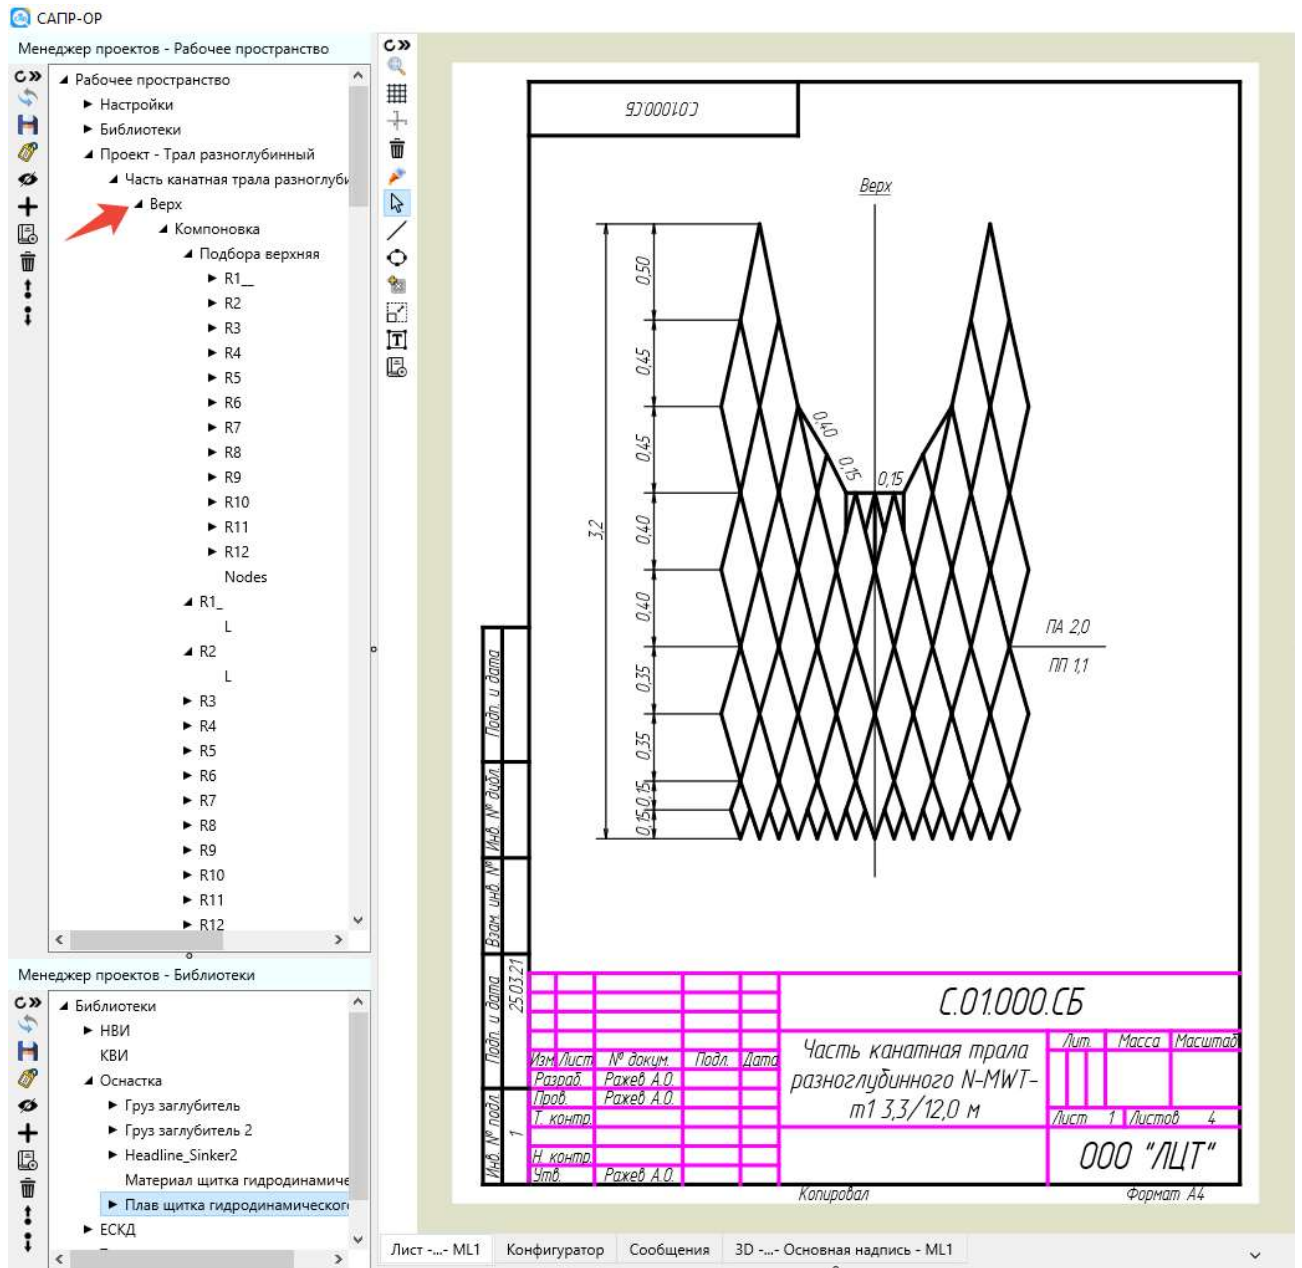 САПР-ОР
Менеджер проектов - Рабочее пространство
Рабочее пространство
Настройки
Библиотеки
Проект - Трал разноглубинный
Часть канатная трала разноглуби
Верх
Компоновка
Подбора верхняя
R1__
R2
R3
R4
R5
R6
R7
R8
R9
R10
R11
R12
Nodes
R1_
L
R2
L
R3
R4
R5
R6
R7
R8
R9
R10
R11
R12
Менеджер проектов - Библиотеки
Библиотеки
НВИ
КВИ
Оснастка
Груз заглубитель
Груз заглубитель 2
Headline_Sinker2
Материал щитка гидродинамиче
Плав щитка гидродинамического
ЕСКД
С.01.000.СБ
Верх
0,50
0,45
0,45
0,40
0,40
0,35
0,35
0,15
0,15
3,2
0,40
0,15
0,15
ПА 2,0
ПП 1,1
Подп. и дата
Инв. № дубл.
Взам. инв. №
Подп. и дата
25.03.21
Инв. № подл.
1
С.01.000.СБ
Изм.
Лист
№ докум.
Подп.
Дата
Разраб.
Ражев А.О.
Пров.
Ражев А.О.
Т. контр.
Н. контр.
Утв.
Ражев А.О.
Часть канатная трала
разноглубинного N-MWT-
m1 3,3/12,0 м
Лит.
Масса
Масштаб
Лист 1
Листов 4
ООО "ЛЦТ"
Копировал
Формат А4
Лист -...- ML1
Конфигуратор
Сообщения
3D -...- Основная надпись - ML1